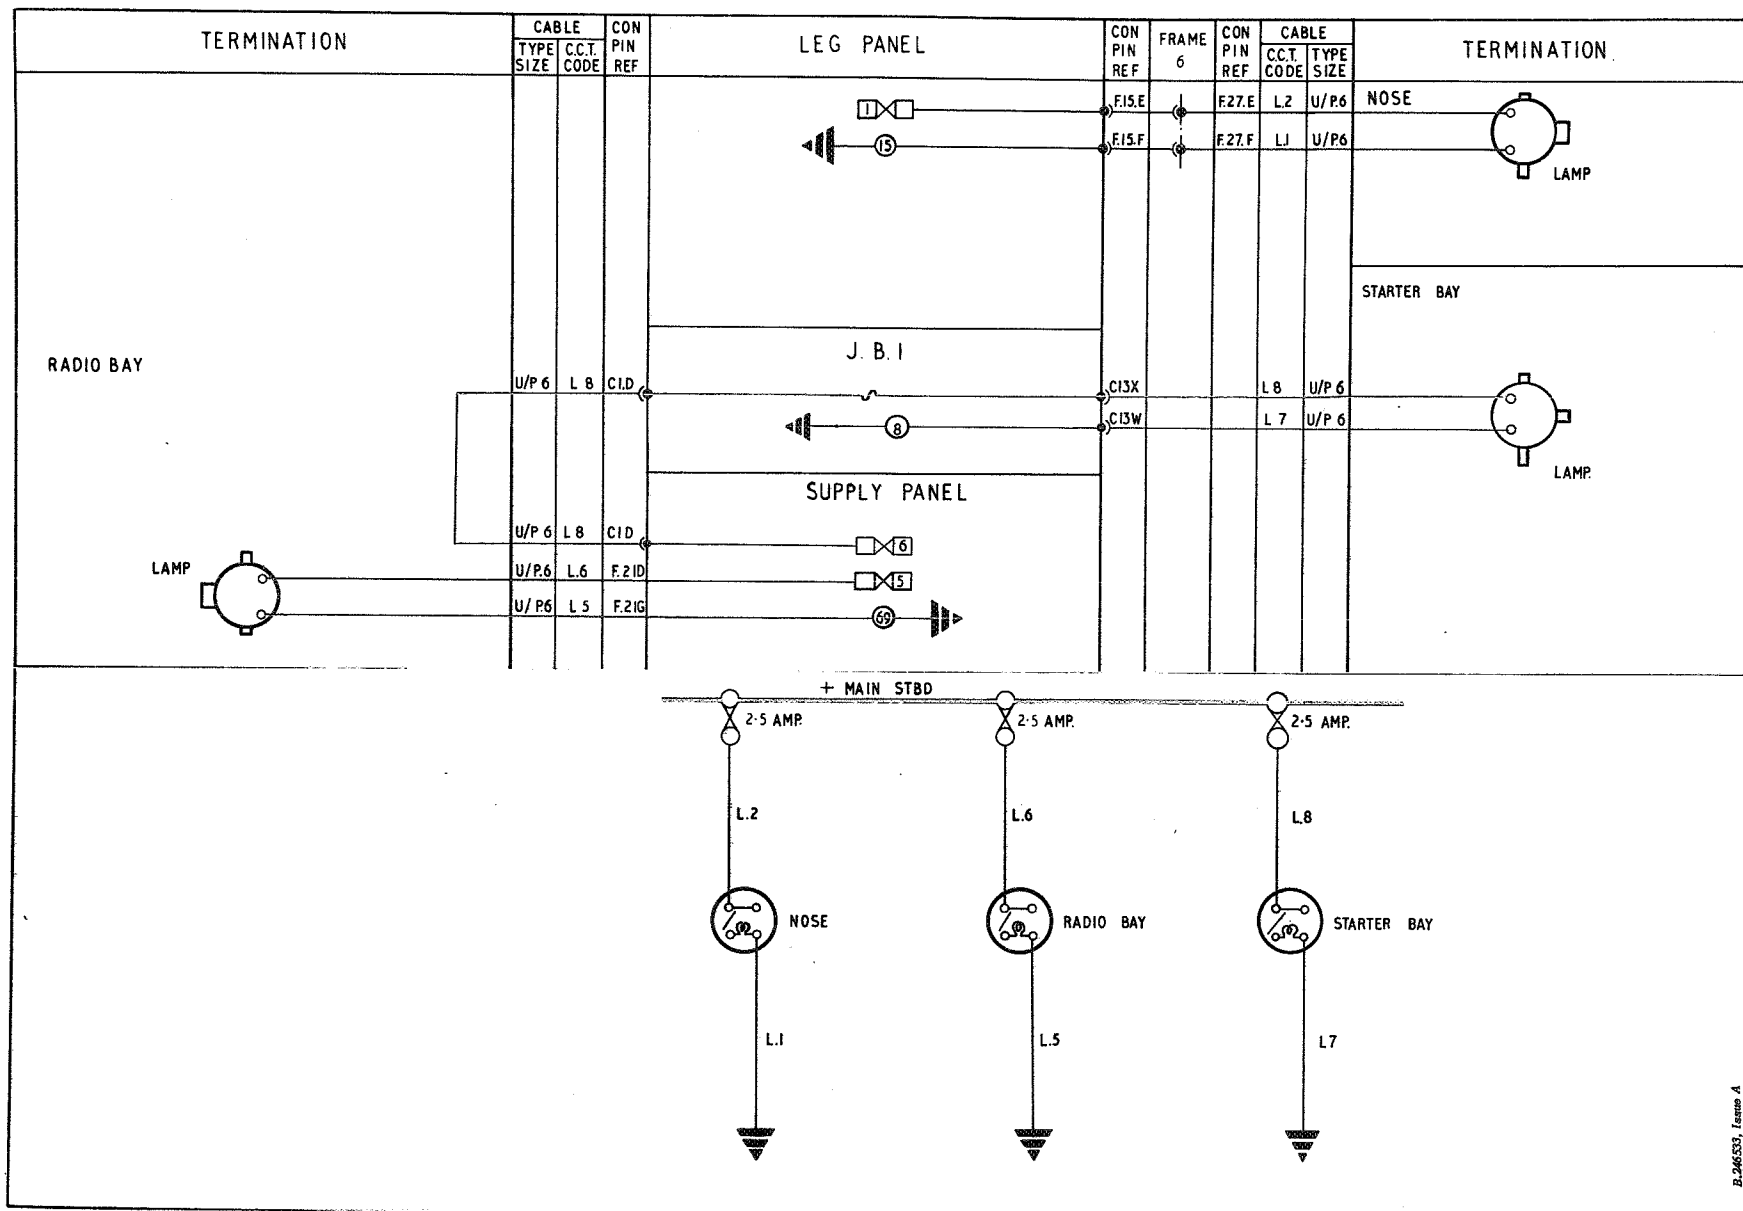 TERMINATION
CABLE
TYPE SIZE
C.C.T. CODE
CON PIN REF
LEG PANEL
CON PIN REF
FRAME 6
CON PIN REF
CABLE
C.C.T. CODE
TYPE SIZE
TERMINATION
1
F.15.E
F.27.E
L.2
U/P.6
NOSE
15
F.15.F
F.27.F
L.1
U/P.6
LAMP
STARTER BAY
J. B. 1
RADIO BAY
U/P 6
L 8
C1.D
C13X
L 8
U/P 6
8
C13W
L 7
U/P 6
LAMP.
SUPPLY PANEL
U/P 6
L 8
C1D
6
LAMP
U/P.6
L.6
F.21D
5
U/P.6
L 5
F.21G
69
+ MAIN STBD
2·5 AMP.
2·5 AMP.
2·5 AMP.
L.2
L.6
L.8
NOSE
RADIO BAY
STARTER BAY
L.1
L.5
L7
B.246533, Issue A